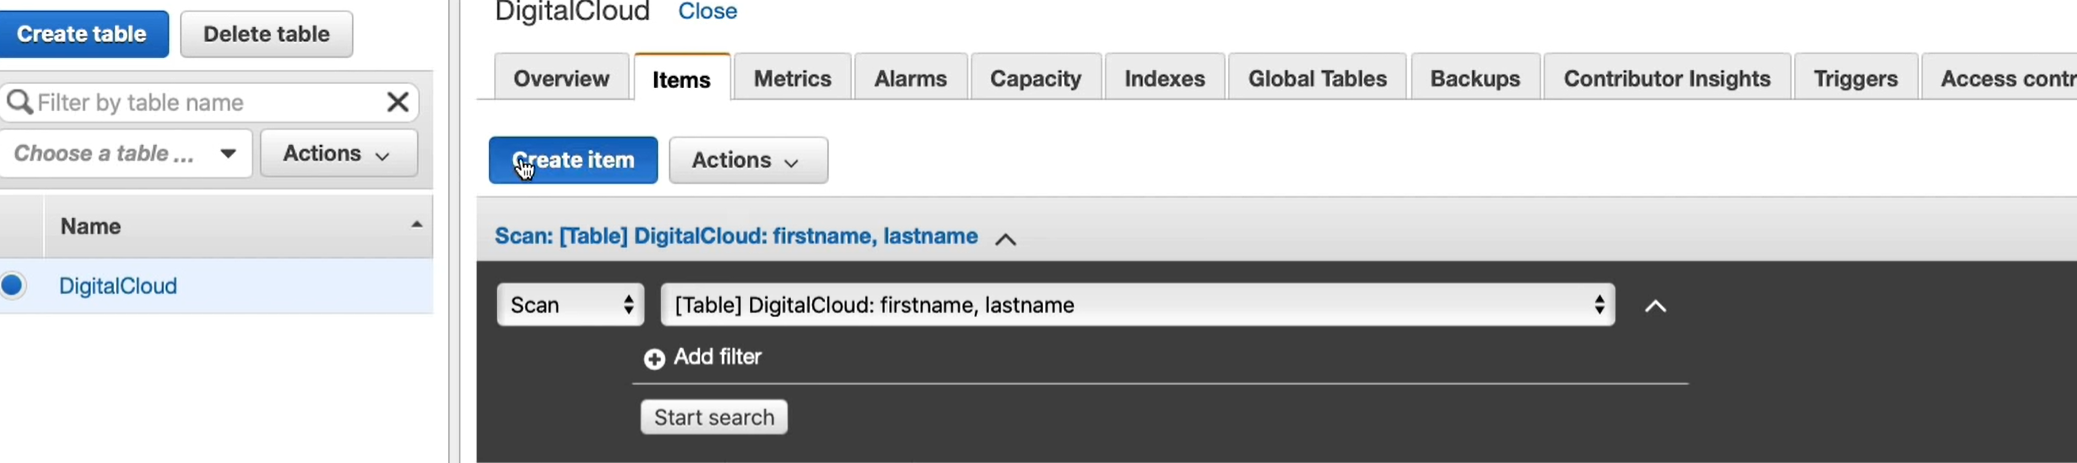 Create table Delete table
Filter by table name
Choose a table ... Actions
Name
DigitalCloud
DigitalCloud Close
Overview Items Metrics Alarms Capacity Indexes Global Tables Backups Contributor Insights Triggers Access contr
Create item Actions
Scan: [Table] DigitalCloud: firstname, lastname
Scan [Table] DigitalCloud: firstname, lastname
Add filter
Start search